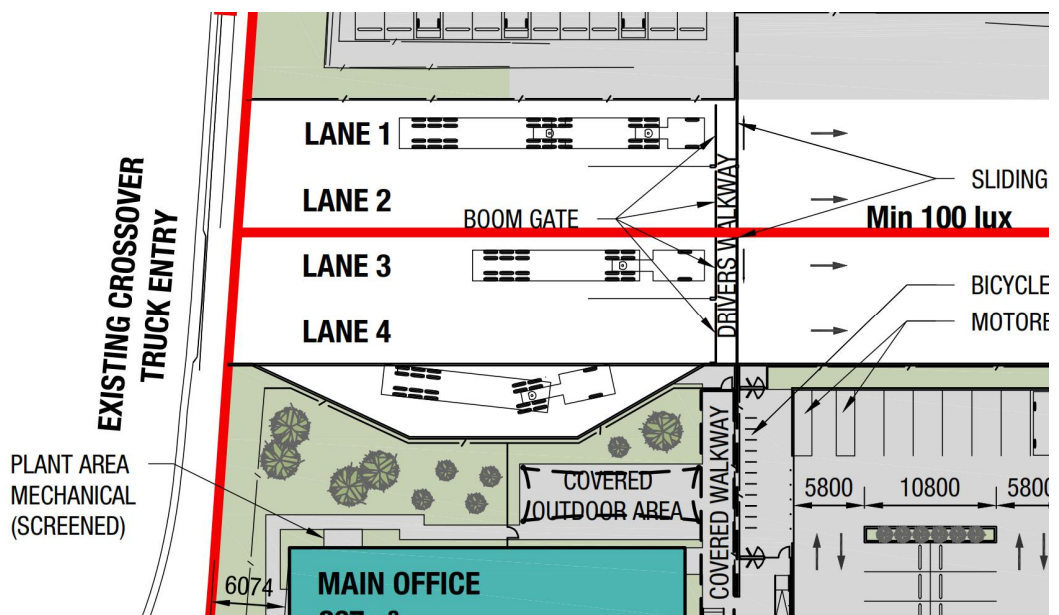 LANE 1
LANE 2
LANE 3
LANE 4
BOOM GATE
DRIVERS WALKWAY
SLIDING
Min 100 lux
BICYCLE
EXISTING CROSSOVER
TRUCK ENTRY
PLANT AREA
MECHANICAL
(SCREENED)
COVERED
OUTDOOR AREA
COVERED WALKWAY
5800
10800
5800
6074
MAIN OFFICE